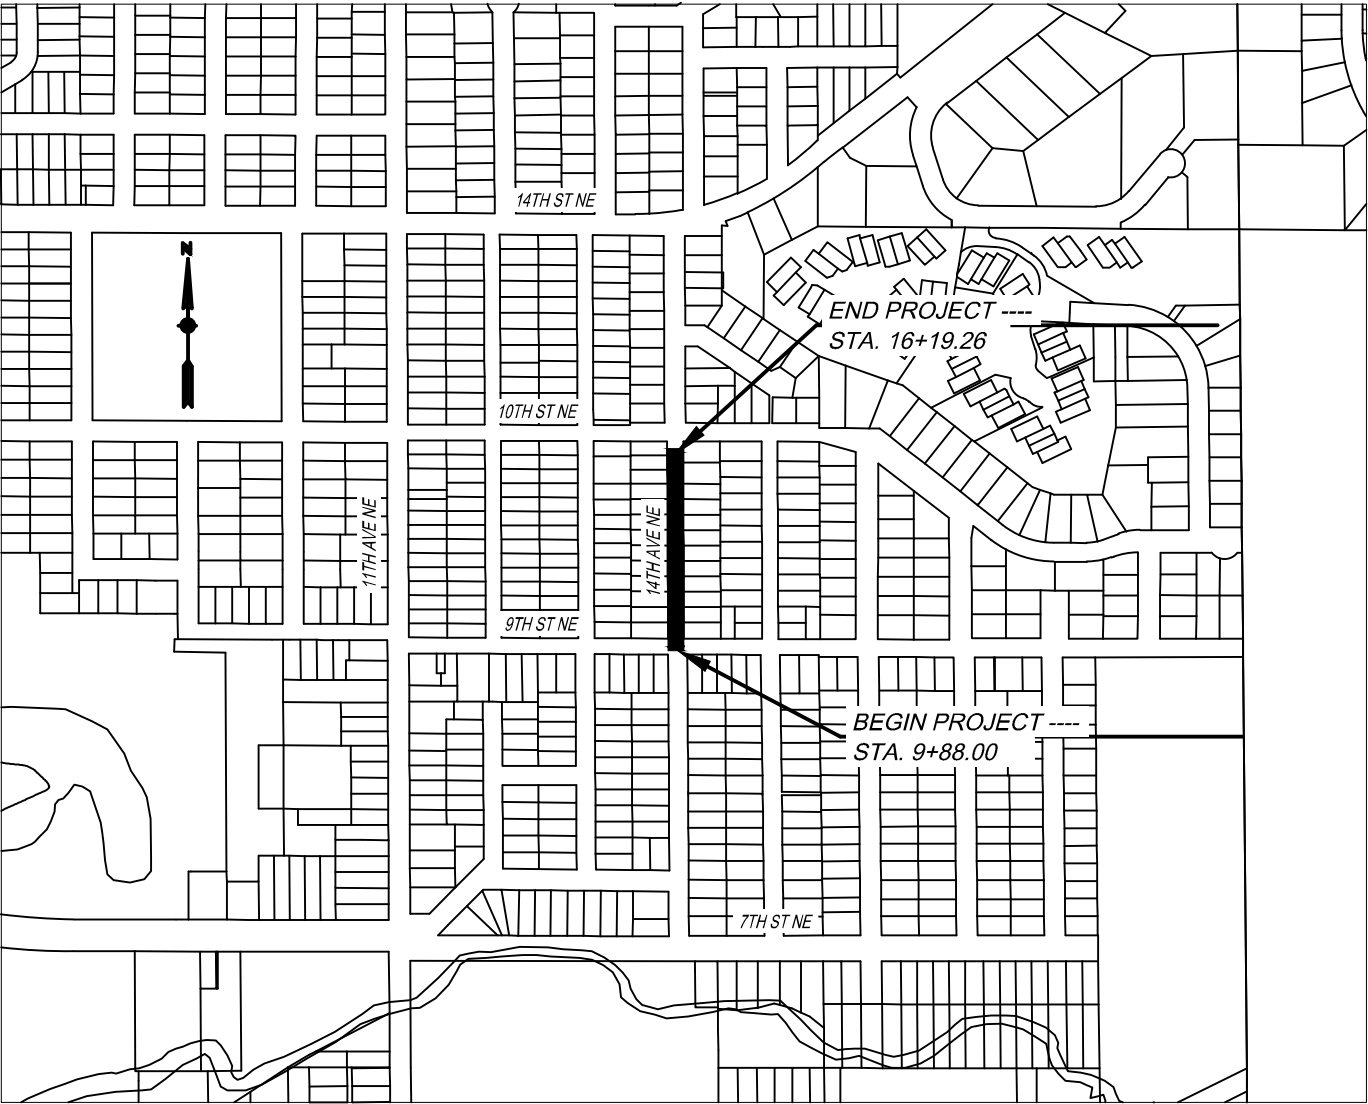 14TH ST NE
N
END PROJECT ----
STA. 16+19.26
10TH ST NE
11TH AVE NE
14TH AVE NE
9TH ST NE
BEGIN PROJECT ----
STA. 9+88.00
7TH ST NE